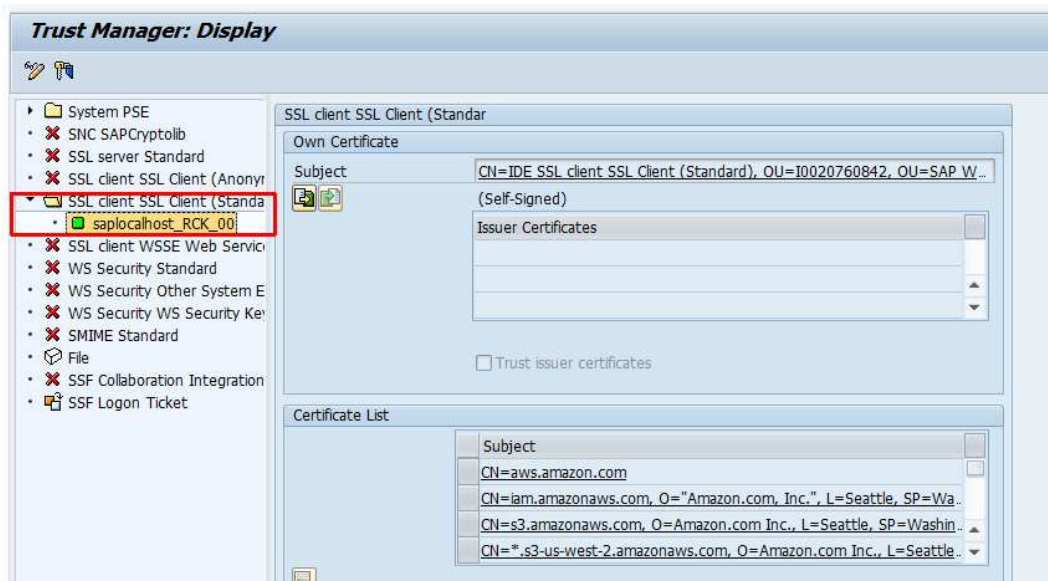 Trust Manager: Display
System PSE
SNC SAPCryptolib
SSL server Standard
SSL client SSL Client (Anonyr
SSL client SSL Client (Standa
saplocalhost_RCK_00
SSL client WSSE Web Service
WS Security Standard
WS Security Other System E
WS Security WS Security Key
SMIME Standard
File
SSF Collaboration Integration
SSF Logon Ticket
SSL client SSL Client (Standar
Own Certificate
Subject
CN=IDE SSL client SSL Client (Standard), OU=I0020760842, OU=SAP W...
(Self-Signed)
Issuer Certificates
Trust issuer certificates
Certificate List
Subject
CN=aws.amazon.com
CN=iam.amazonaws.com, O="Amazon.com, Inc.", L=Seattle, SP=Wa..
CN=s3.amazonaws.com, O=Amazon.com Inc., L=Seattle, SP=Washin..
CN=*.s3-us-west-2.amazonaws.com, O=Amazon.com Inc., L=Seattle..